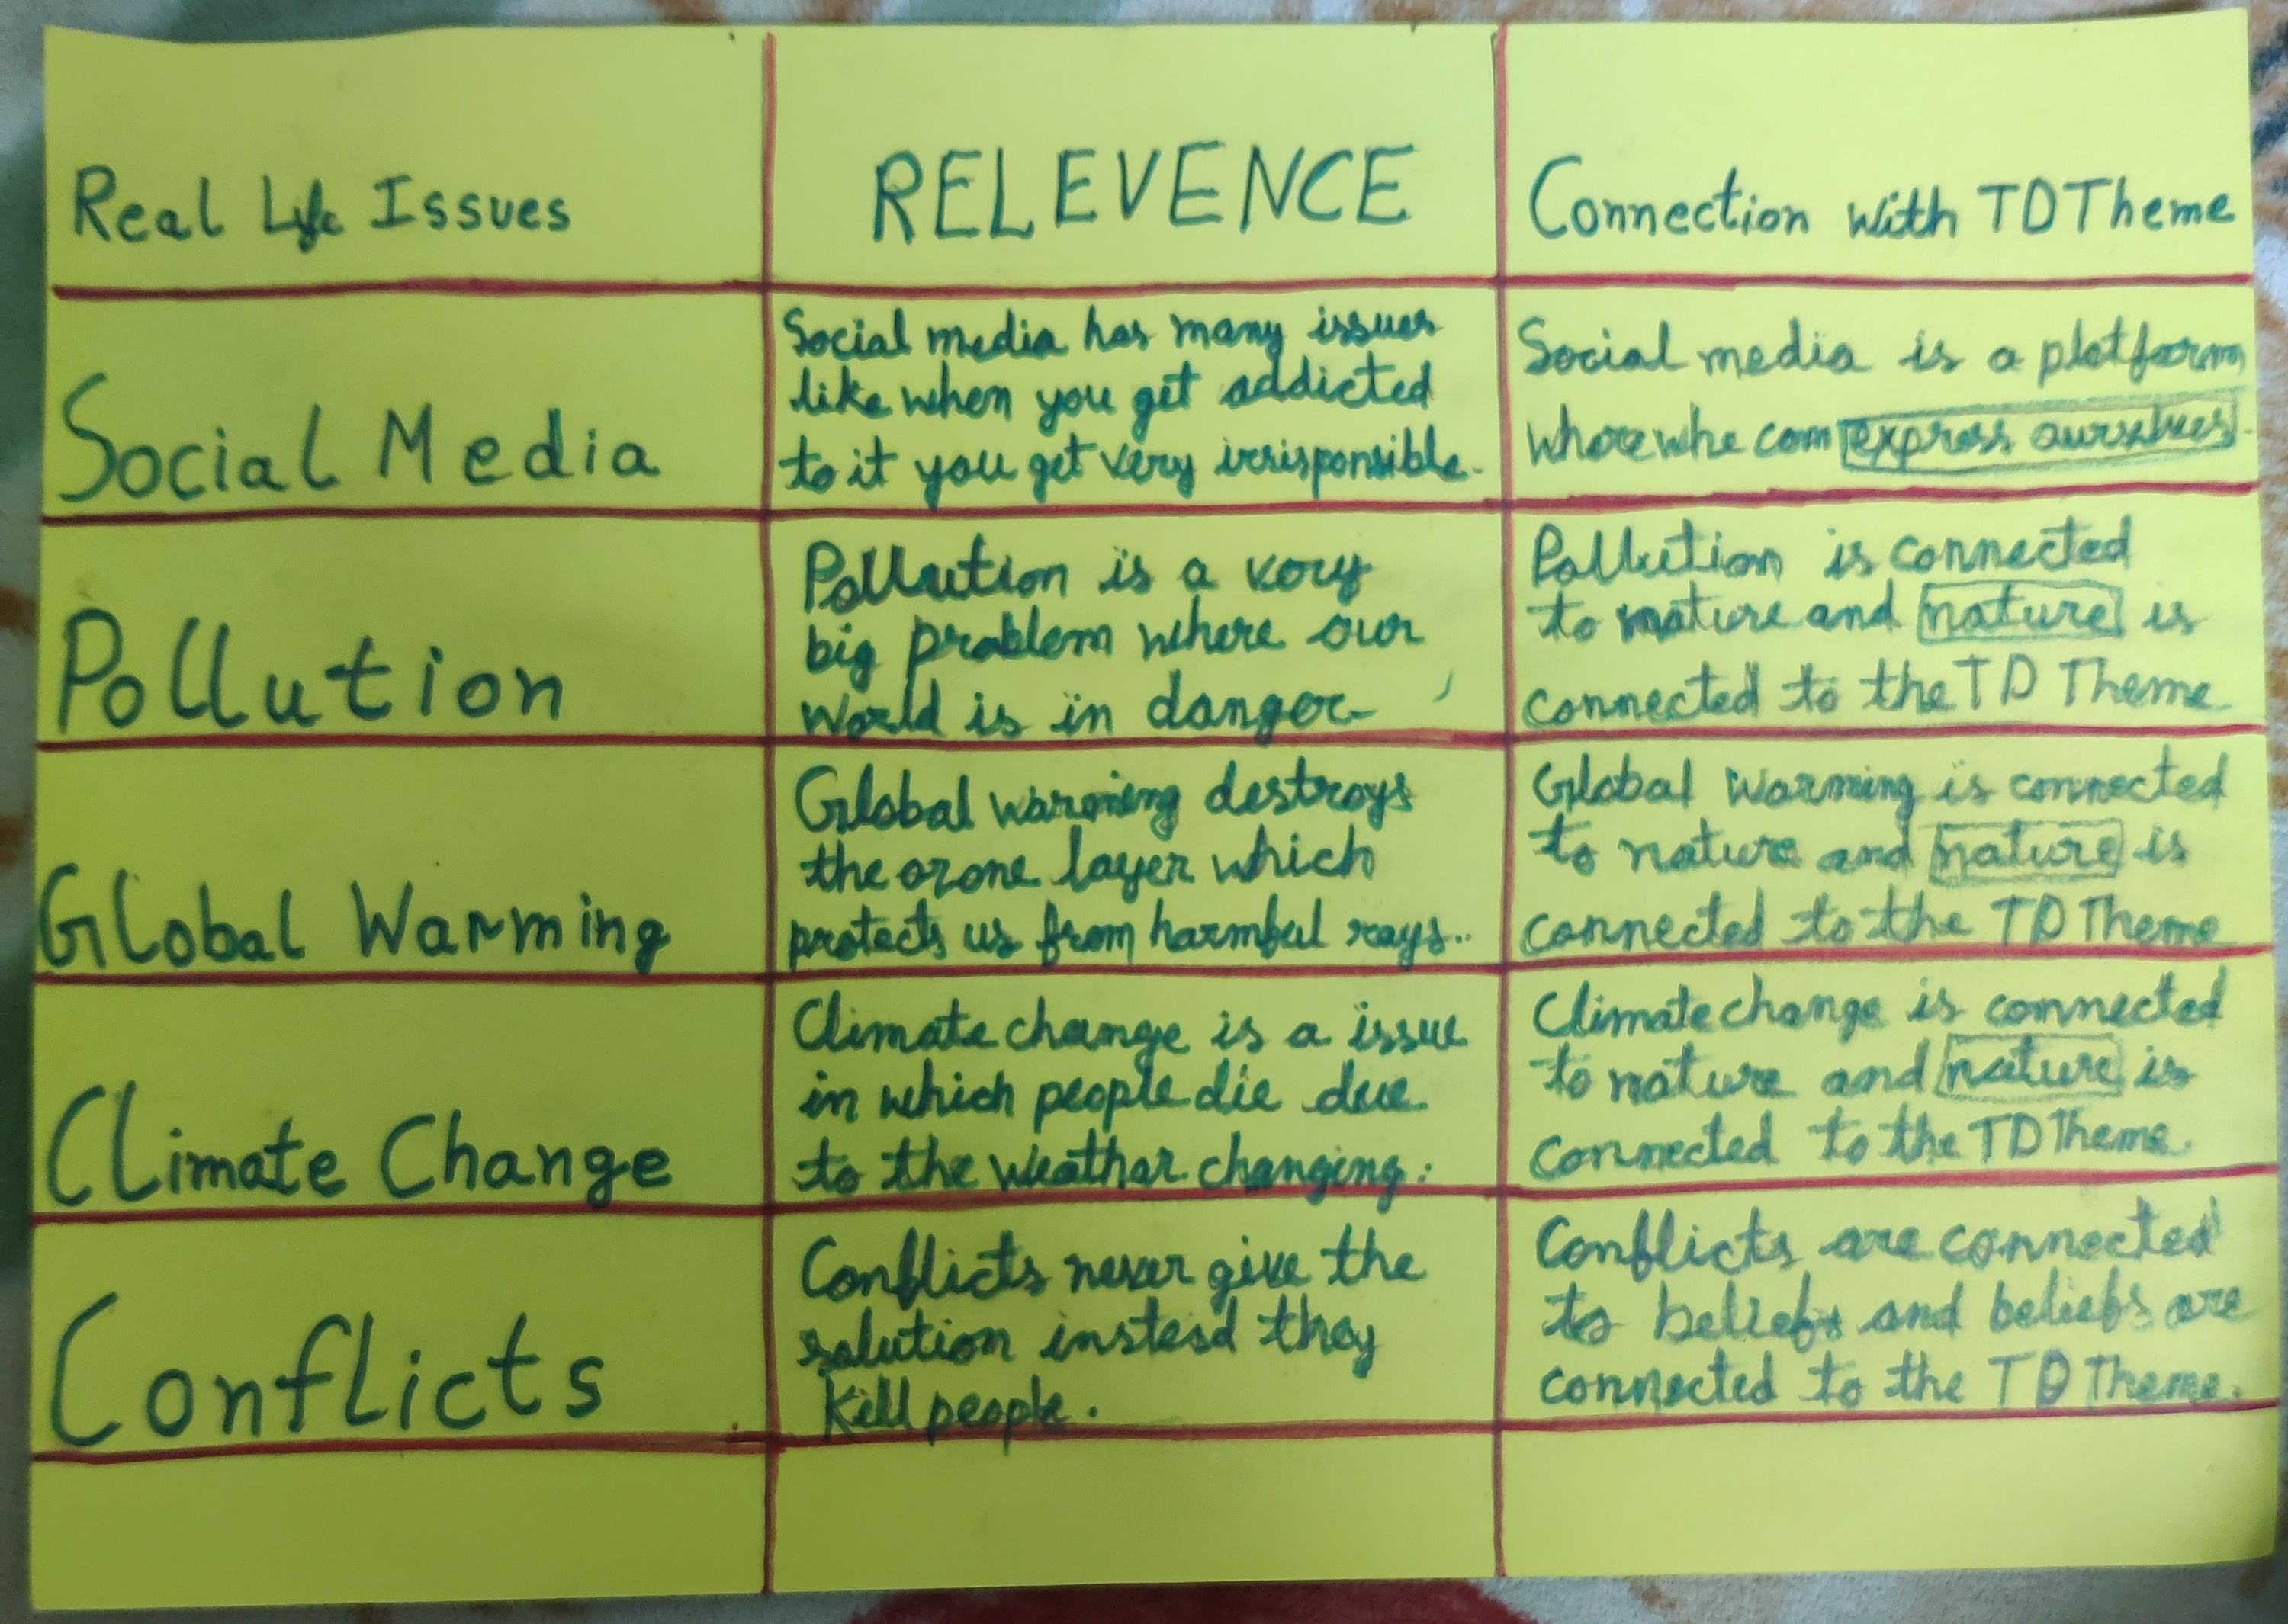 Real Life Issues
RELEVENCE
Connection with TD Theme
Social Media
Social media has many issues
like when you get addicted
to it you get very irrisponsible.
Social media is a platform
where whe com express ourselves.
Pollution
Pollution is a very
big problem where our
world is in danger
Pollution is connected
to nature and nature is
connected to the TD Theme
Global Warming
Global warming destroys
the ozone layer which
protects us from harmful rays..
Global warming is connected
to nature and nature is
connected to the TD Theme
Climate Change
Climate change is a issue
in which people die due
to the weather changing.
Climate change is connected
to nature and nature is
connected to the TD Theme.
Conflicts
Conflicts never give the
solution instead they
kill people.
Conflicts are connected
to beliefs and beliefs are
connected to the TD Theme.